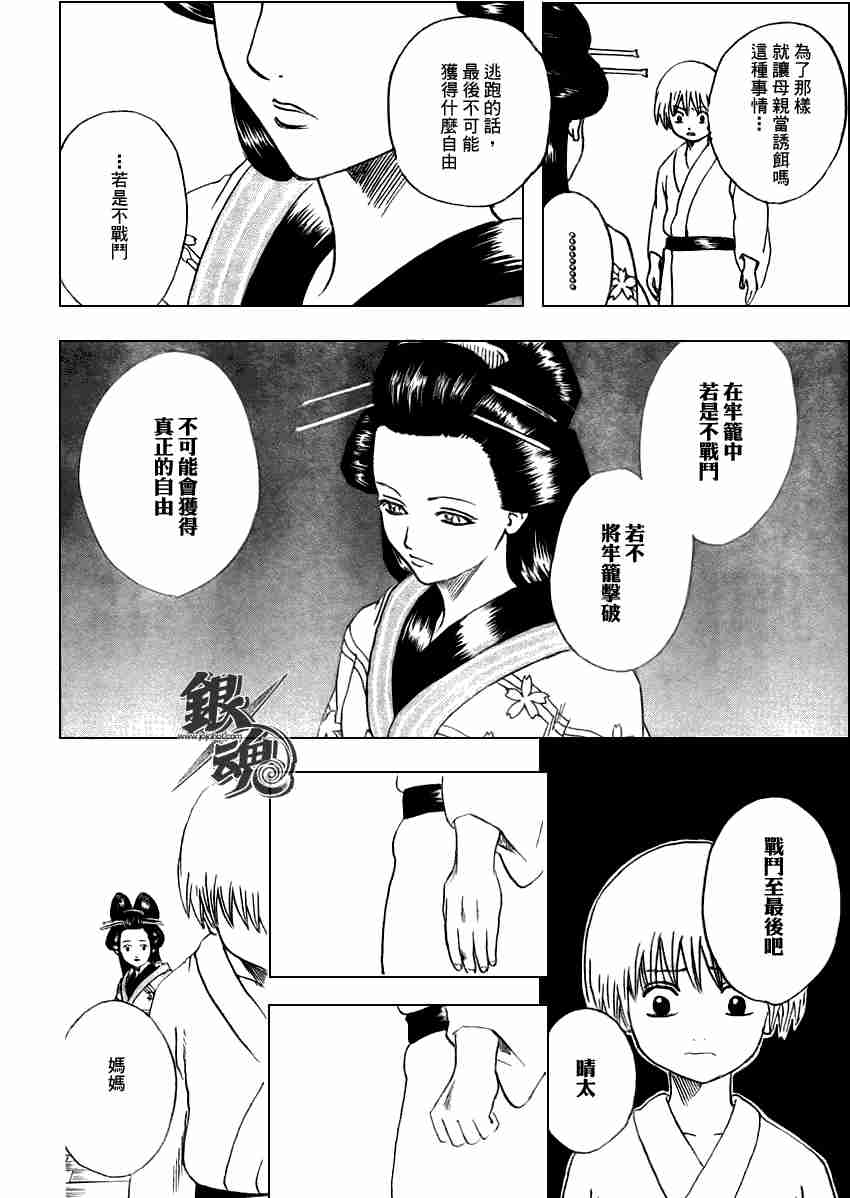 為了那樣
就讓母親當誘餌嗎
這種事情…
………
逃跑的話，
最後不可能
獲得什麼自由
…若是不戰鬥
在牢籠中
若是不戰鬥
若不
將牢籠擊破
不可能會獲得
真正的自由
銀魂
www.jojohot.com
戰鬥至最後吧
晴太
媽媽